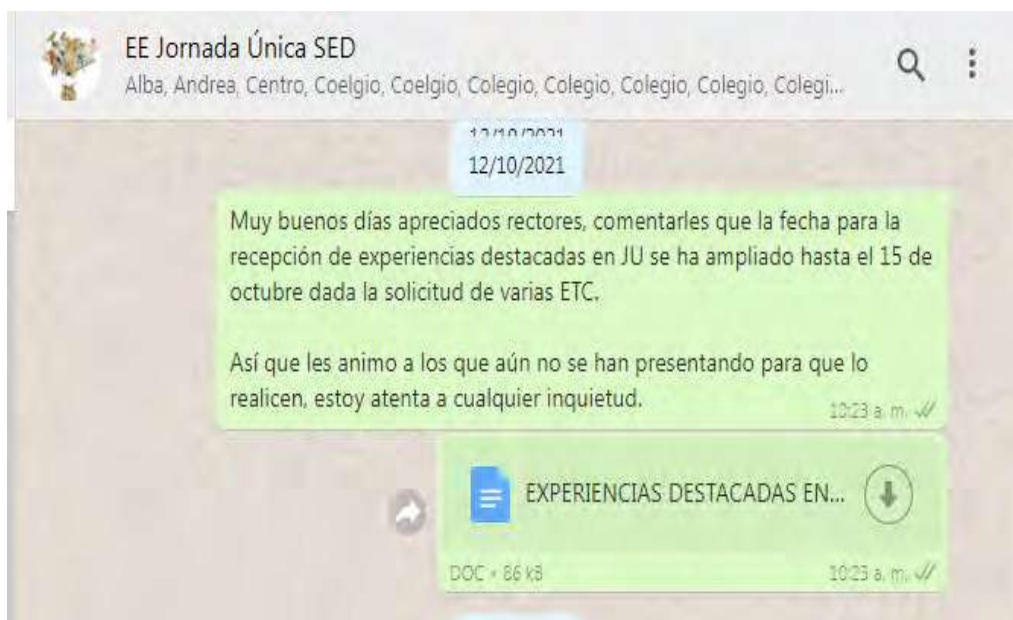 EE Jornada Única SED
Alba, Andrea, Centro, Coelgio, Coelgio, Colegio, Colegio, Colegio, Colegio, Colegi...
12/10/2021
12/10/2021
Muy buenos días apreciados rectores, comentarles que la fecha para la
recepción de experiencias destacadas en JU se ha ampliado hasta el 15 de
octubre dada la solicitud de varias ETC.
Así que les animo a los que aún no se han presentando para que lo
realicen, estoy atenta a cualquier inquietud.
10:23 a. m.
EXPERIENCIAS DESTACADAS EN...
DOC • 86 kB
10:23 a. m.